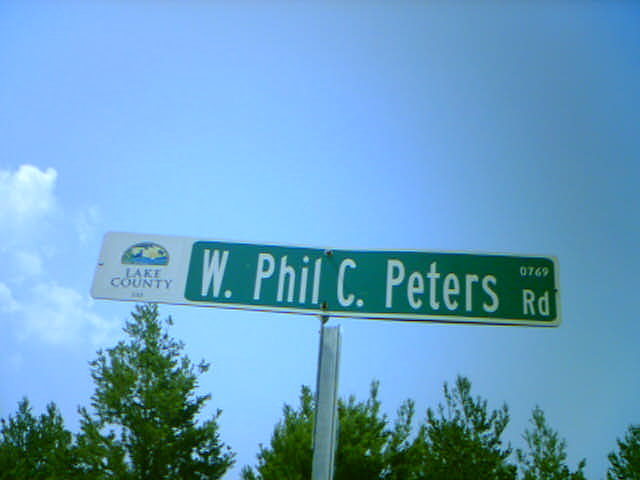 LAKE
COUNTY
W. Phil C. Peters Rd
0769